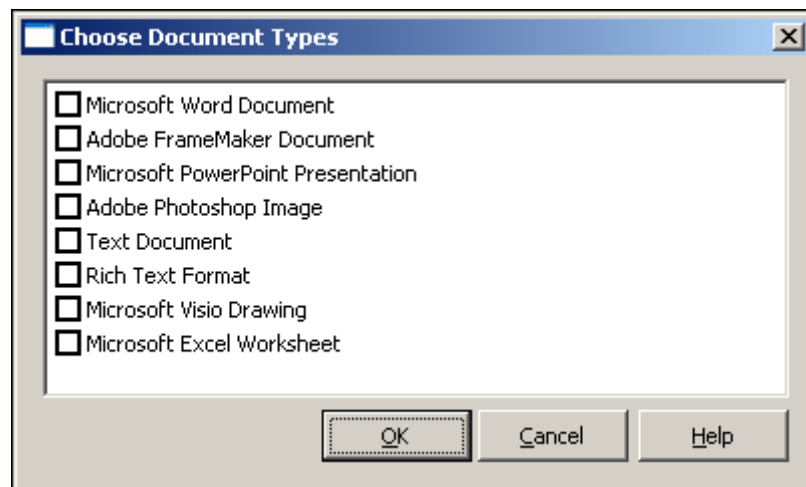 Choose Document Types
Microsoft Word Document
Adobe FrameMaker Document
Microsoft PowerPoint Presentation
Adobe Photoshop Image
Text Document
Rich Text Format
Microsoft Visio Drawing
Microsoft Excel Worksheet
OK Cancel Help